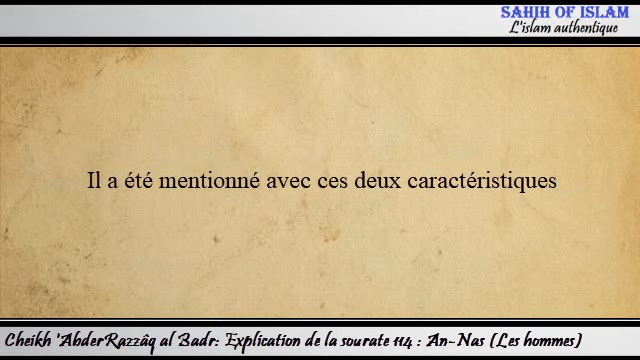 SAHIH OF ISLAM
L'islam authentique
Il a été mentionné avec ces deux caractéristiques
Cheikh 'AbderRazzâq al Badr: Explication de la sourate 114 : An-Nas (Les hommes)